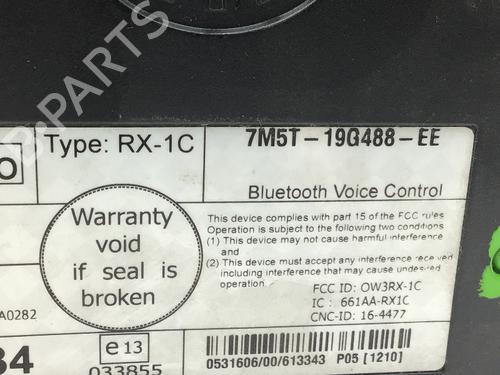 B-PARTS
Type: RX-1C
7M5T-19G488-EE
O
Bluetooth Voice Control
Warranty
void
if seal is
broken
This device complies with part 15 of the FCC rules
Operation is subject to the following two conditions
(1) This device may not cause harmful interference
and
(2) This device must accept any interference received
including interference that may cause undesired
operation.
FCC ID: OW3RX-1C
IC : 661AA-RX1C
CNC-ID: 16-4477
A0282
34
e 13
033855
0531606/00/613343 P05 [1210]